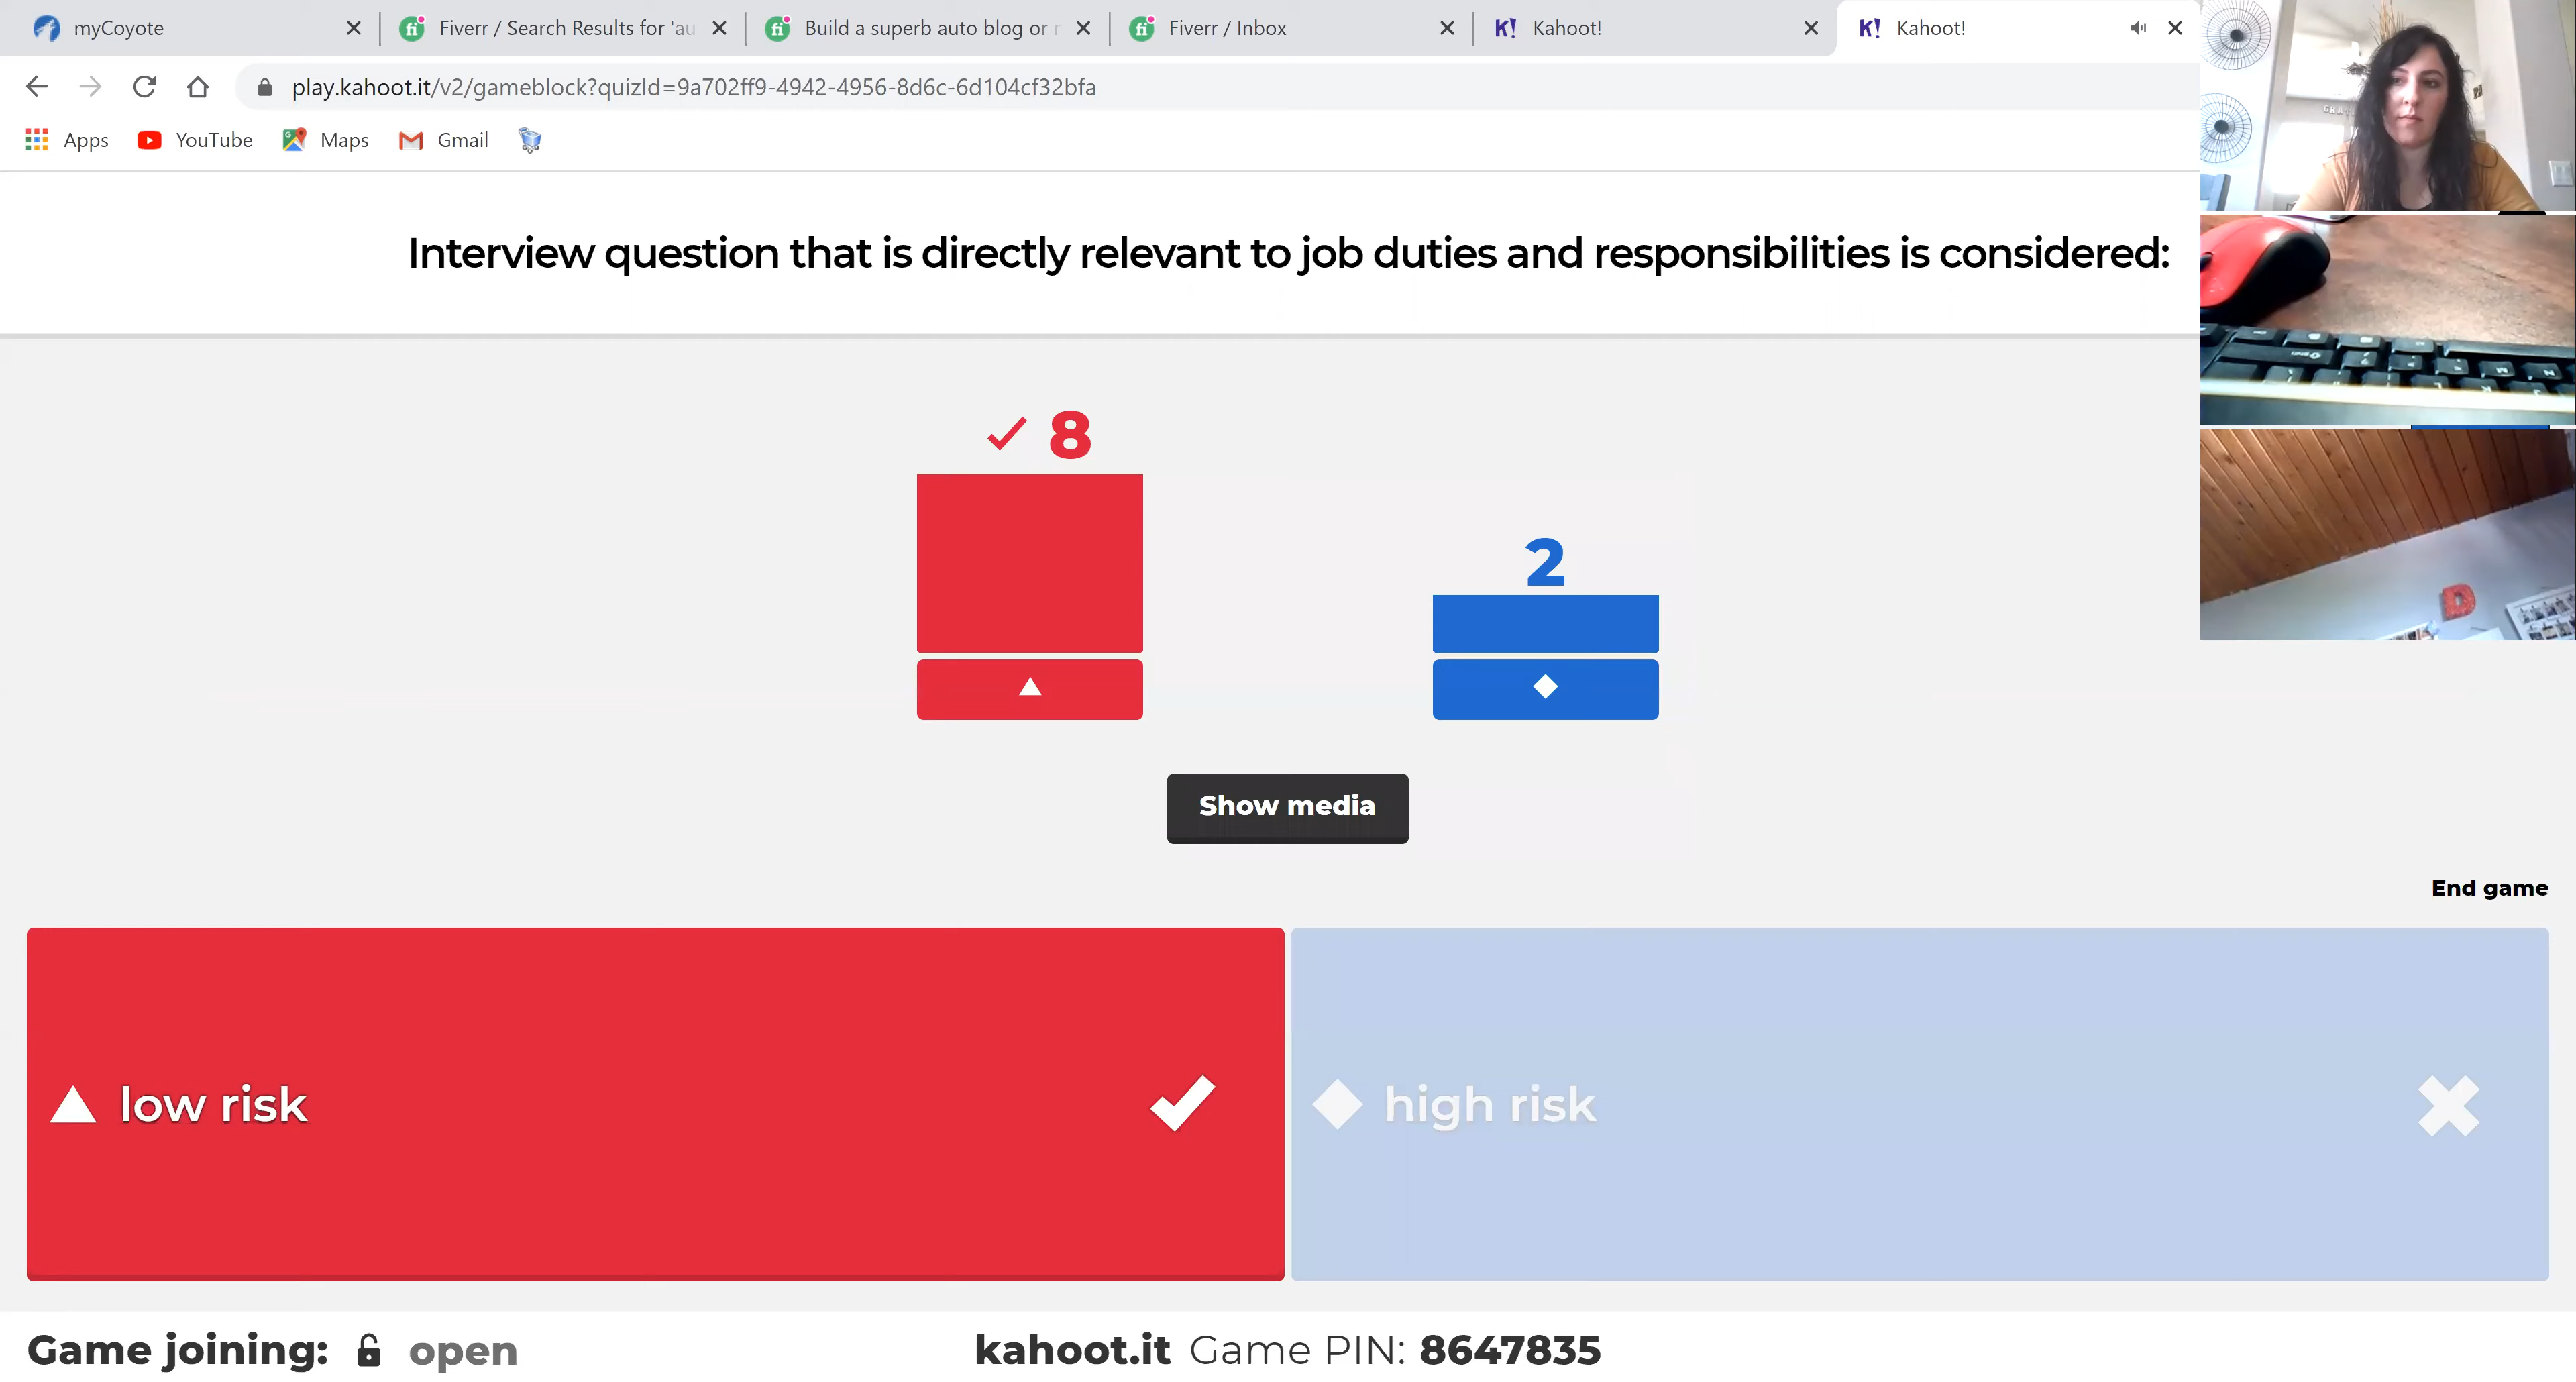 myCoyote
Fiverr / Search Results for 'au
Build a superb auto blog or
Fiverr / Inbox
Kahoot!
Kahoot!
play.kahoot.it/v2/gameblock?quizId=9a702ff9-4942-4956-8d6c-6d104cf32bfa
Apps
YouTube
Maps
Gmail
Interview question that is directly relevant to job duties and responsibilities is considered:
8
2
D
Show media
End game
low risk
high risk
Game joining: open
kahoot.it Game PIN: 8647835